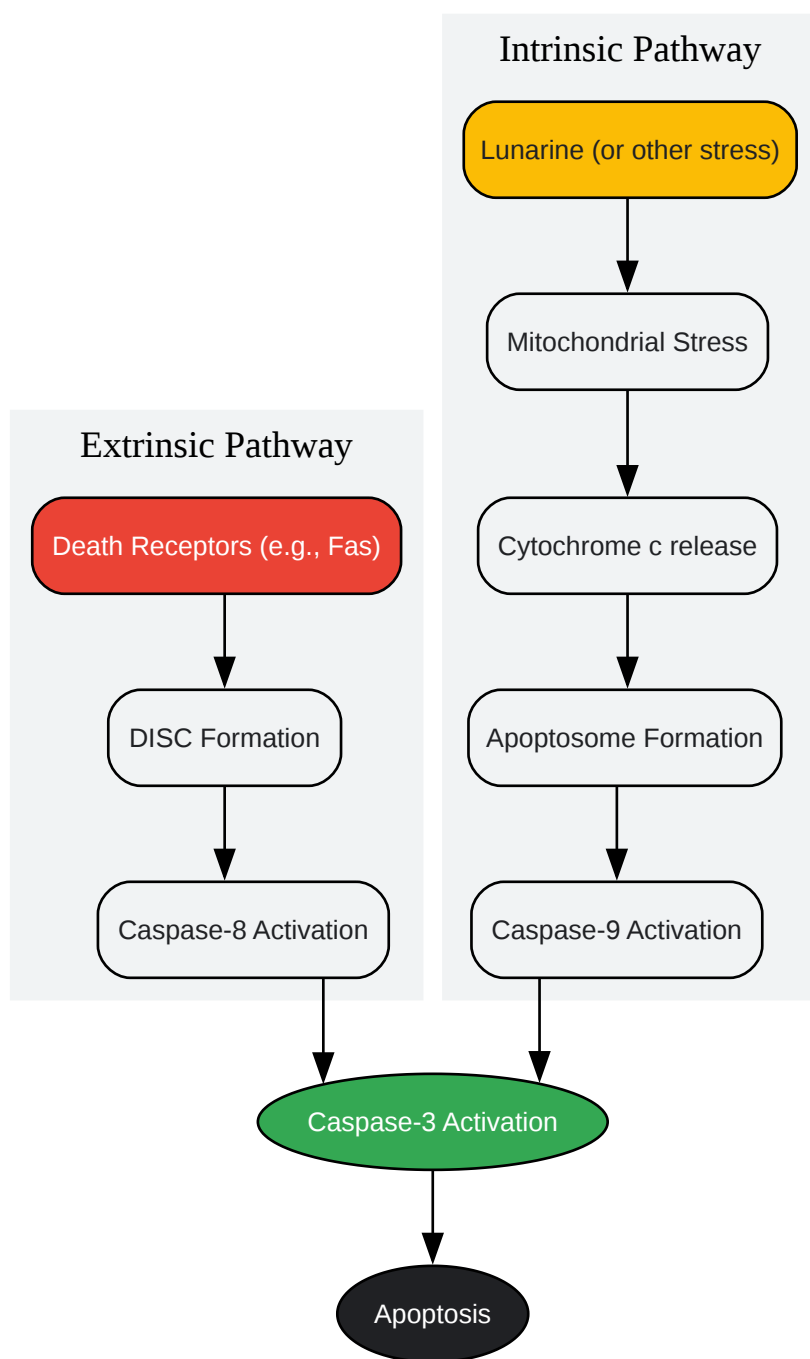 Intrinsic Pathway
Lunarine (or other stress)
Mitochondrial Stress
Extrinsic Pathway
Death Receptors (e.g., Fas)
Cytochrome c release
DISC Formation
Apoptosome Formation
Caspase-8 Activation
Caspase-9 Activation
Caspase-3 Activation
Apoptosis